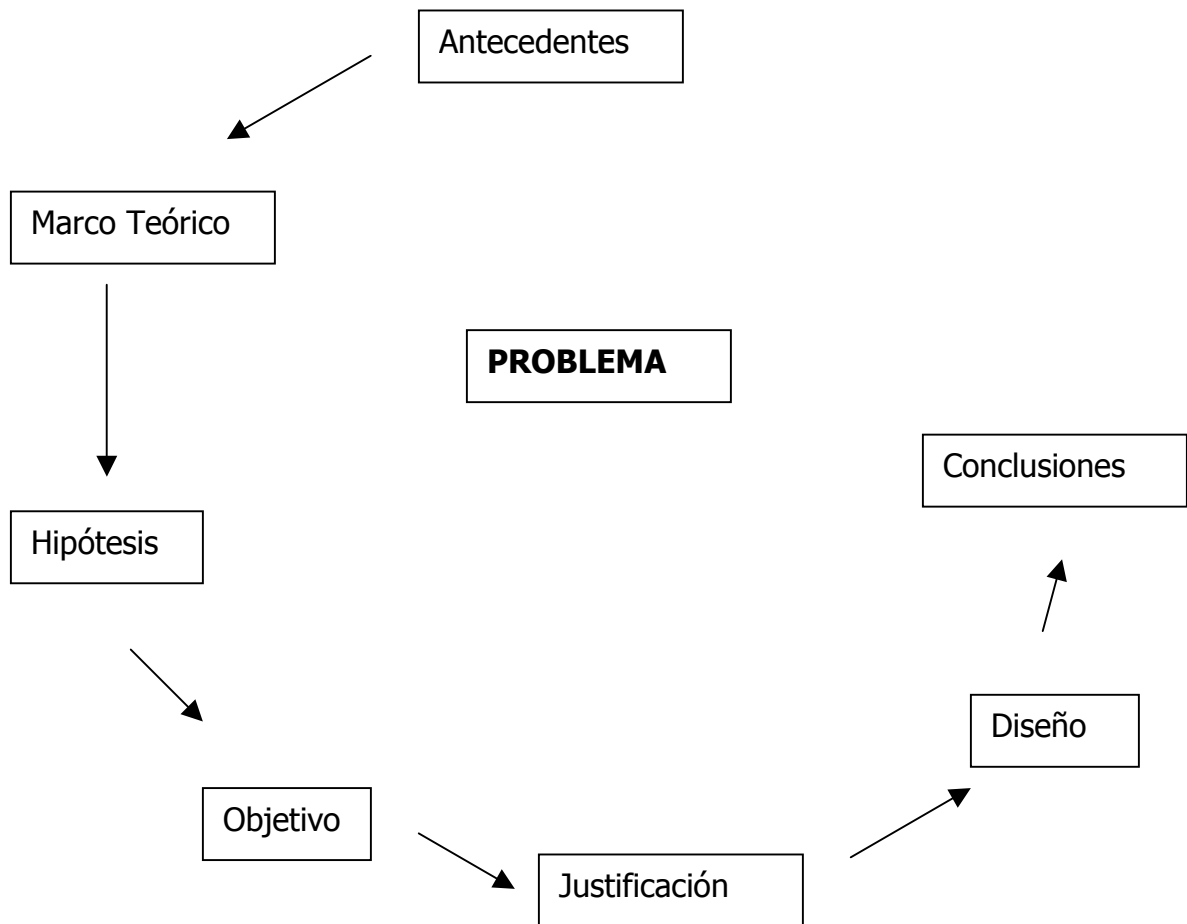 Antecedentes
Marco Teórico
PROBLEMA
Conclusiones
Hipótesis
Diseño
Objetivo
Justificación